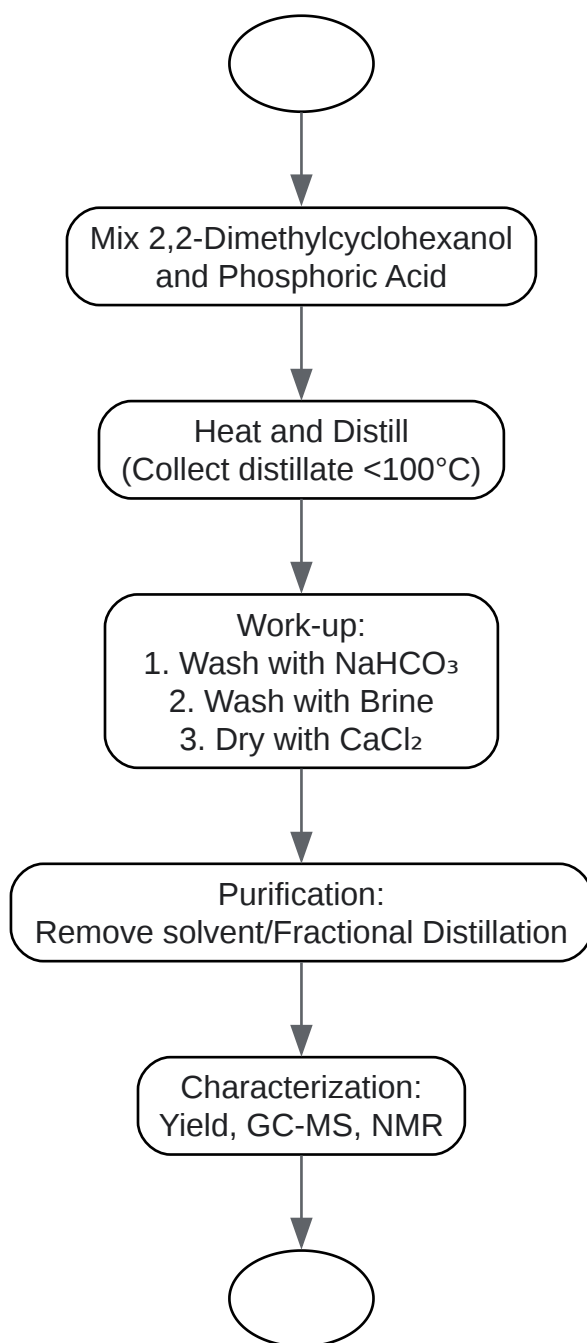 Mix 2,2-Dimethylcyclohexanol
and Phosphoric Acid
Heat and Distill
(Collect distillate <100°C)
Work-up:
1. Wash with NaHCO₃
2. Wash with Brine
3. Dry with CaCl₂
Purification:
Remove solvent/Fractional Distillation
Characterization:
Yield, GC-MS, NMR